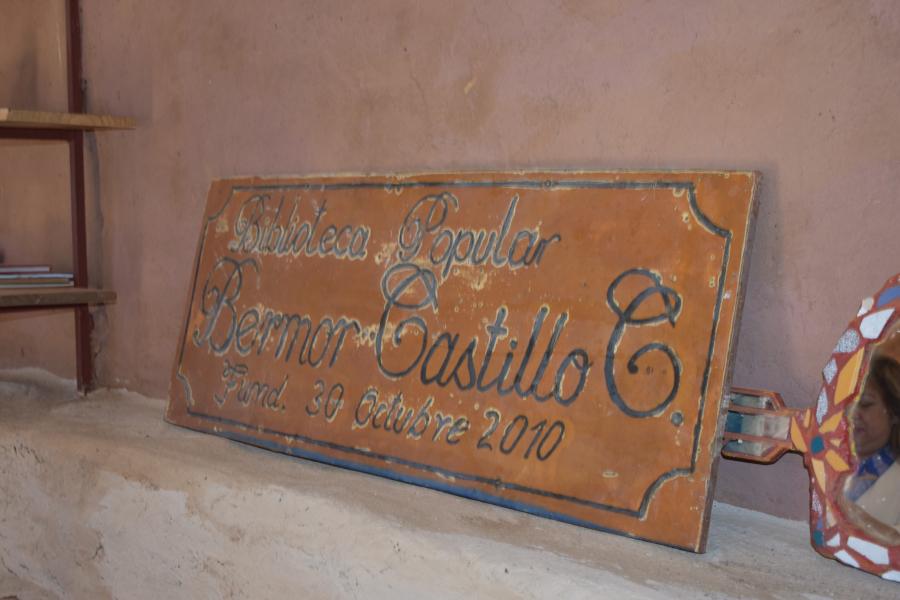 Biblioteca Popular
Bermor Castillo C.
Fund. 30 Octubre 2010